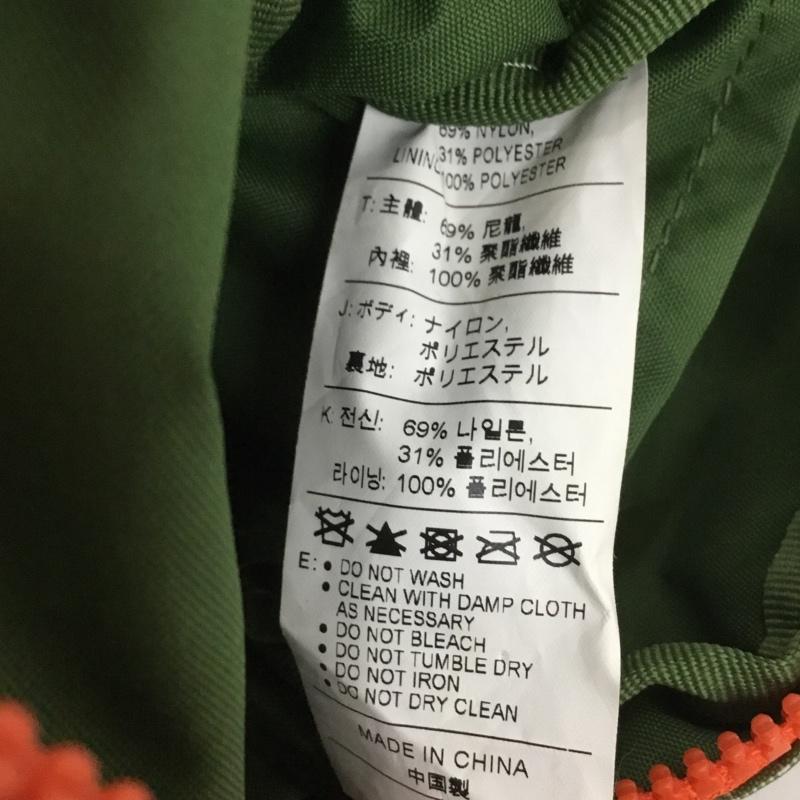 69% NYLON,
31% POLYESTER
LINING 100% POLYESTER
T: 主體: 69% 尼龍,
31% 聚酯纖維
內裡: 100% 聚酯纖維
J: ボディ: ナイロン,
ポリエステル
裏地: ポリエステル
K: 전신: 69% 나일론,
31% 폴리에스터
라이닝: 100% 폴리에스터
E: • DO NOT WASH
• CLEAN WITH DAMP CLOTH
AS NECESSARY
• DO NOT BLEACH
• DO NOT TUMBLE DRY
• DO NOT IRON
• DO NOT DRY CLEAN
MADE IN CHINA
中国製